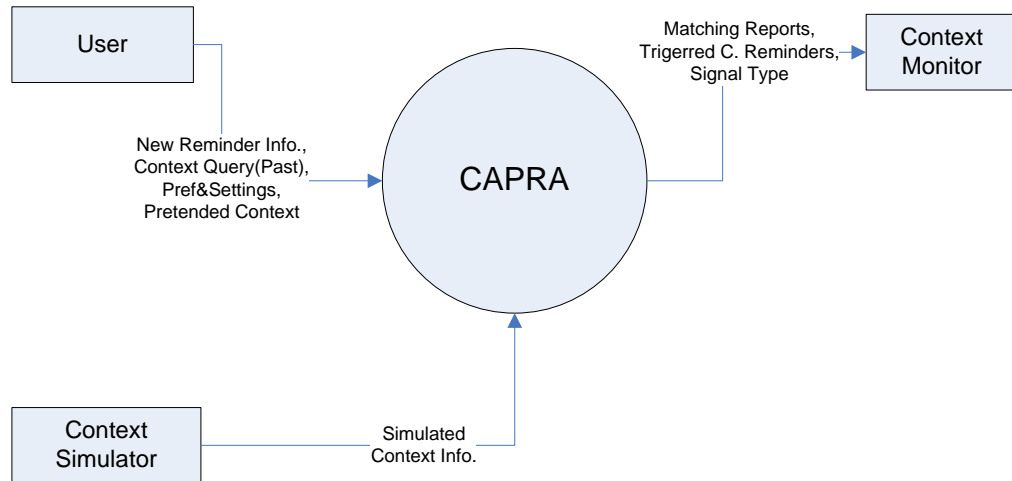 User
Matching Reports,
Trigerred C. Reminders,
Signal Type
Context
Monitor
New Reminder Info.,
Context Query(Past),
Pref&Settings,
Pretended Context
CAPRA
Context
Simulator
Simulated
Context Info.